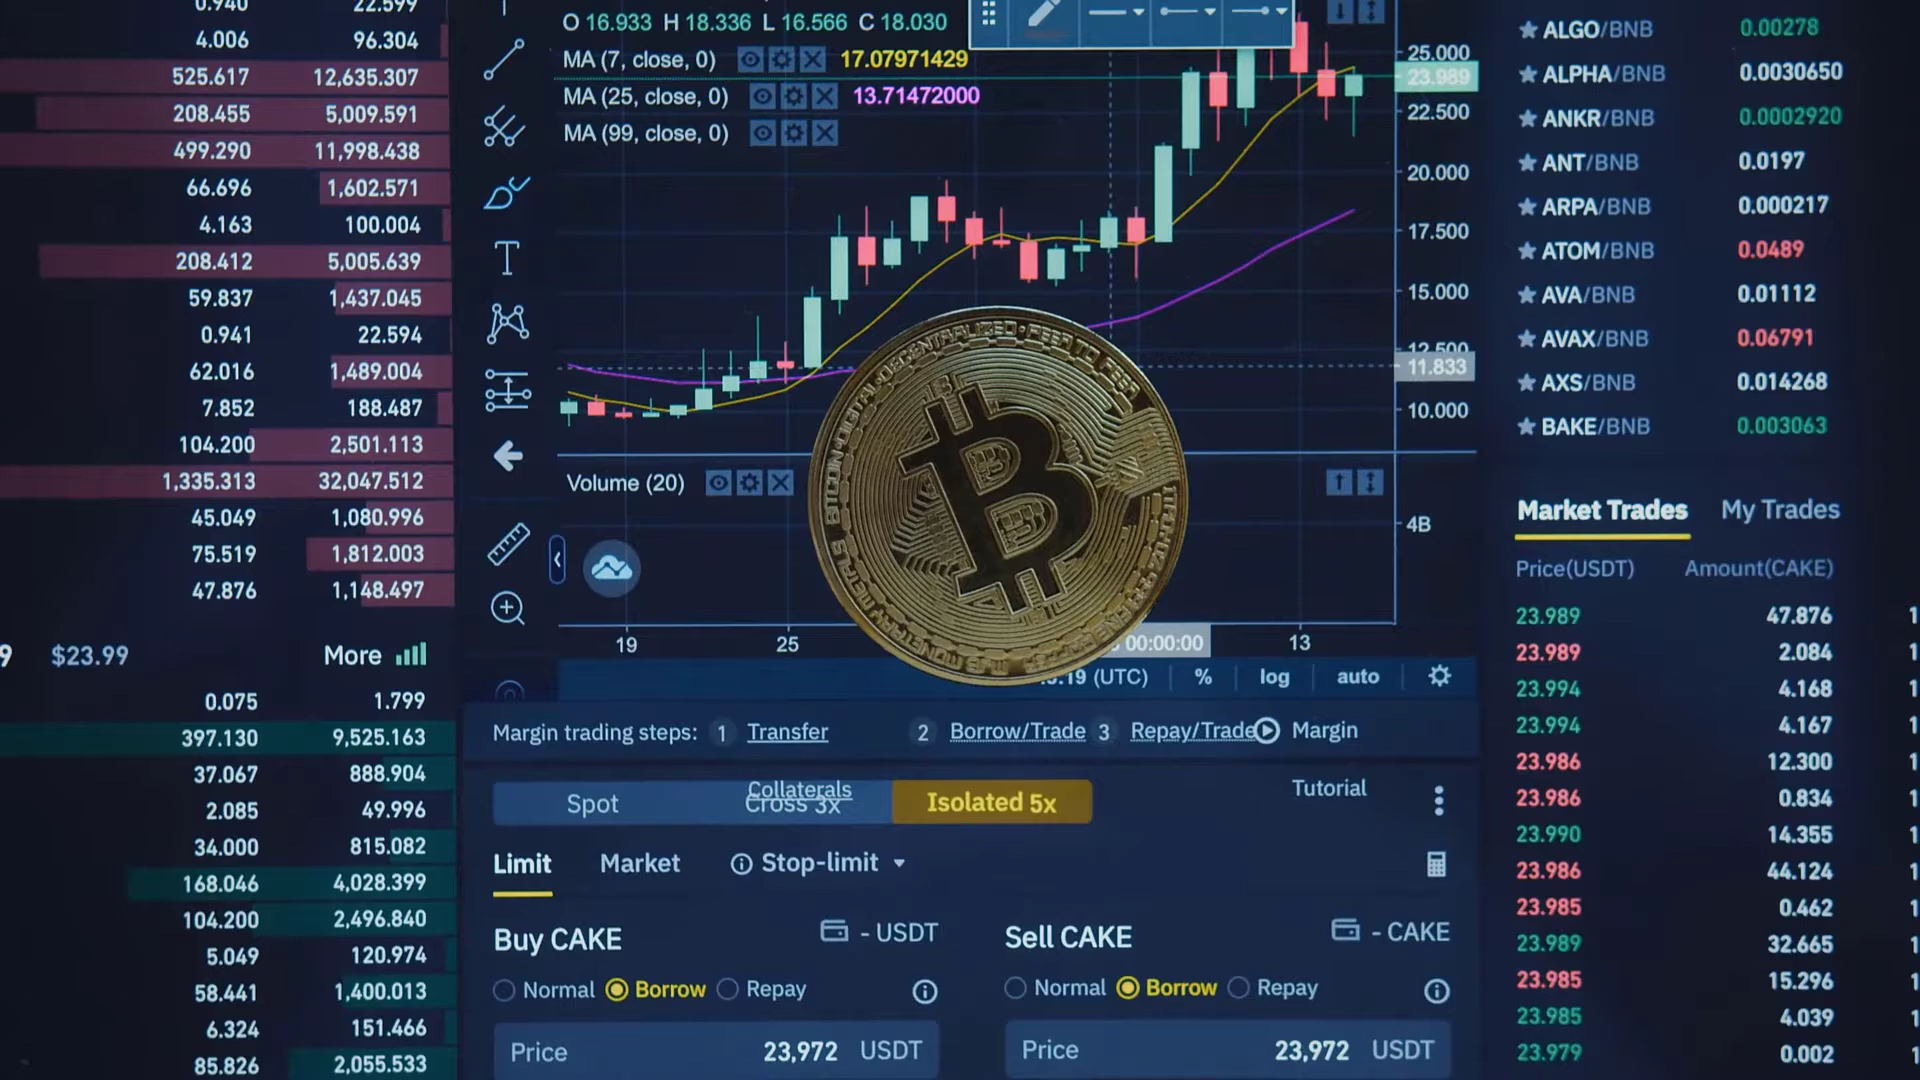 0.940 22.599
4.006 96.304
525.617 12,635.307
208.455 5,009.591
499.290 11,998.438
66.696 1,602.571
4.163 100.004
208.412 5,005.639
59.837 1,437.045
0.941 22.594
62.016 1,489.004
7.852 188.487
104.200 2,501.113
1,335.313 32,047.512
45.049 1,080.996
75.519 1,812.003
47.876 1,148.497
9 $23.99 More
0.075 1.799
397.130 9,525.163
37.067 888.904
2.085 49.996
34.000 815.082
168.046 4,028.399
104.200 2,496.840
5.049 120.974
58.441 1,400.013
6.324 151.466
85.826 2,055.533
O 16.933 H 18.336 L 16.566 C 18.030
MA (7, close, 0) 17.07971429
MA (25, close, 0) 13.71472000
MA (99, close, 0)
25.000
23.989
22.500
20.000
17.500
15.000
12.500
11.833
10.000
Volume (20)
4B
19 25 00:00:00 13
:19 (UTC) % log auto
BITCOIN•DIGITAL•DECENTRALIZED•PEER TO PEER
Margin trading steps: 1 Transfer 2 Borrow/Trade 3 Repay/Trade Margin
Collaterals Tutorial
Spot Cross 3x Isolated 5x
Limit Market Stop-limit
Buy CAKE - USDT
Normal Borrow Repay
Price 23,972 USDT
Sell CAKE - CAKE
Normal Borrow Repay
Price 23,972 USDT
ALGO/BNB 0.00278
ALPHA/BNB 0.0030650
ANKR/BNB 0.0002920
ANT/BNB 0.0197
ARPA/BNB 0.000217
ATOM/BNB 0.0489
AVA/BNB 0.01112
AVAX/BNB 0.06791
AXS/BNB 0.014268
BAKE/BNB 0.003063
Market Trades My Trades
Price(USDT) Amount(CAKE)
23.989 47.876
23.989 2.084
23.994 4.168
23.994 4.167
23.986 12.300
23.986 0.834
23.990 14.355
23.986 44.124
23.985 0.462
23.989 32.665
23.985 15.296
23.985 4.039
23.979 0.002